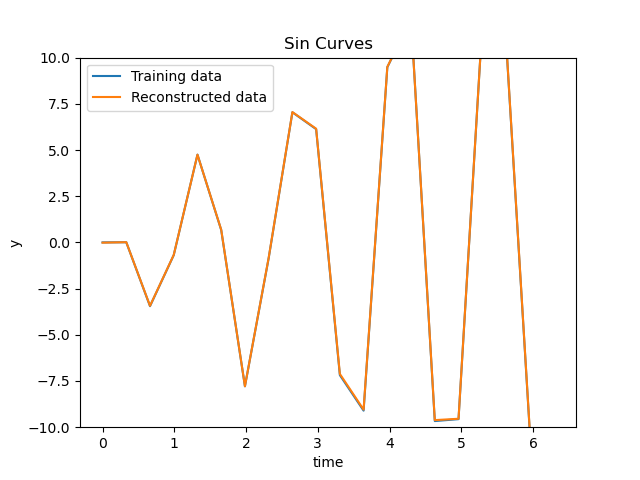 Sin Curves
Training data
Reconstructed data
10.0
7.5
5.0
2.5
0.0
−2.5
−5.0
−7.5
−10.0
y
0 1 2 3 4 5 6
time